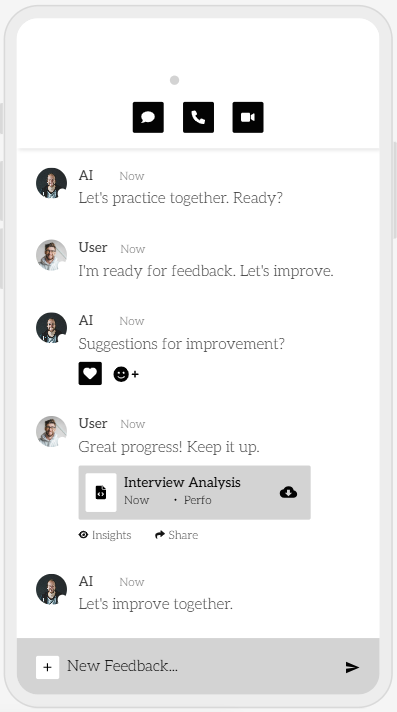 AI Now
Let's practice together. Ready?
User Now
I'm ready for feedback. Let's improve.
AI Now
Suggestions for improvement?
User Now
Great progress! Keep it up.
Interview Analysis
Now • Perfo
Insights Share
AI Now
Let's improve together.
+ New Feedback...